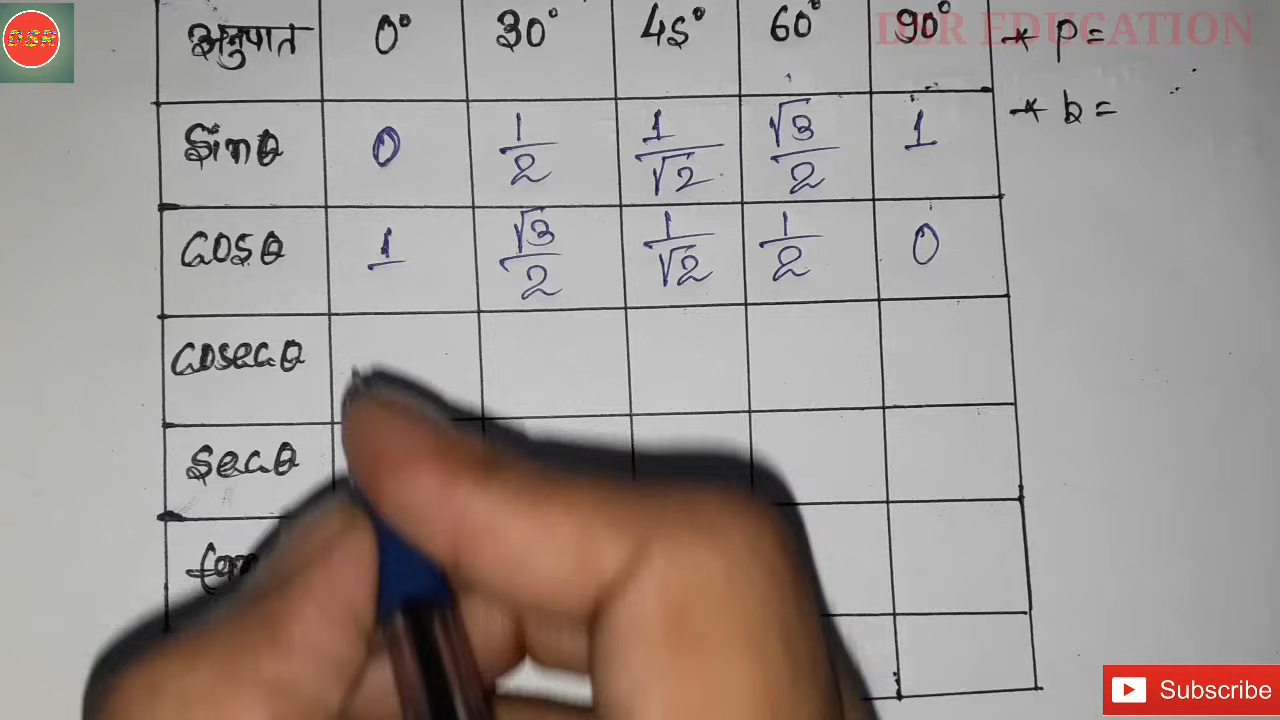 DSR
DSR EDUCATION
अनुपात 0° 30° 45° 60° 90°
* p=
* b=
Sinθ 0 1/2 1/√2 √3/2 1
Cosθ 1 √3/2 1/√2 1/2 0
Cosecθ
Secθ
Subscribe